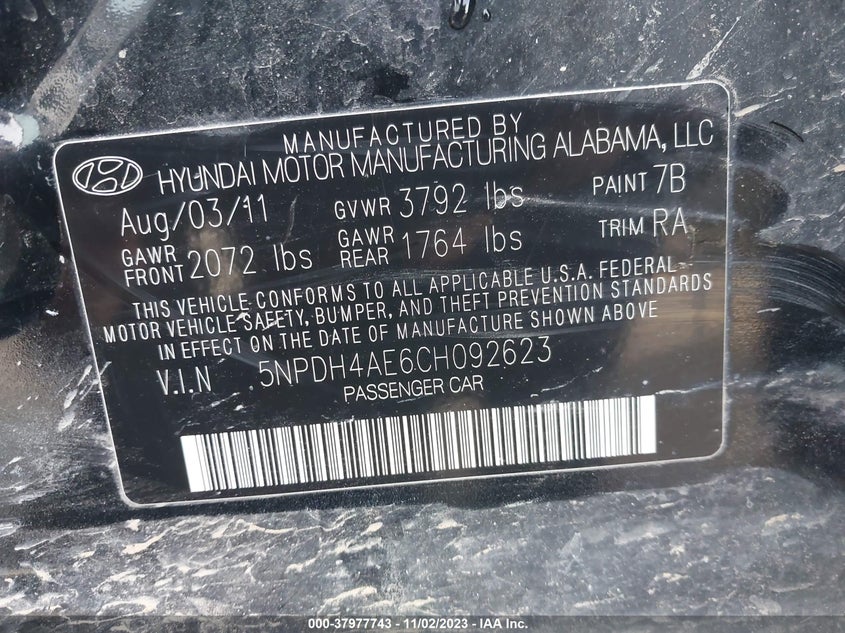 MANUFACTURED BY
HYUNDAI MOTOR MANUFACTURING ALABAMA, LLC
Aug/03/11 GVWR 3792 lbs PAINT 7B
GAWR FRONT 2072 lbs GAWR REAR 1764 lbs TRIM RA
THIS VEHICLE CONFORMS TO ALL APPLICABLE U.S.A. FEDERAL
MOTOR VEHICLE SAFETY, BUMPER, AND THEFT PREVENTION STANDARDS
IN EFFECT ON THE DATE OF MANUFACTURE SHOWN ABOVE
V.I.N 5NPDH4AE6CH092623
PASSENGER CAR
000-37977743 - 11/02/2023 - IAA Inc.